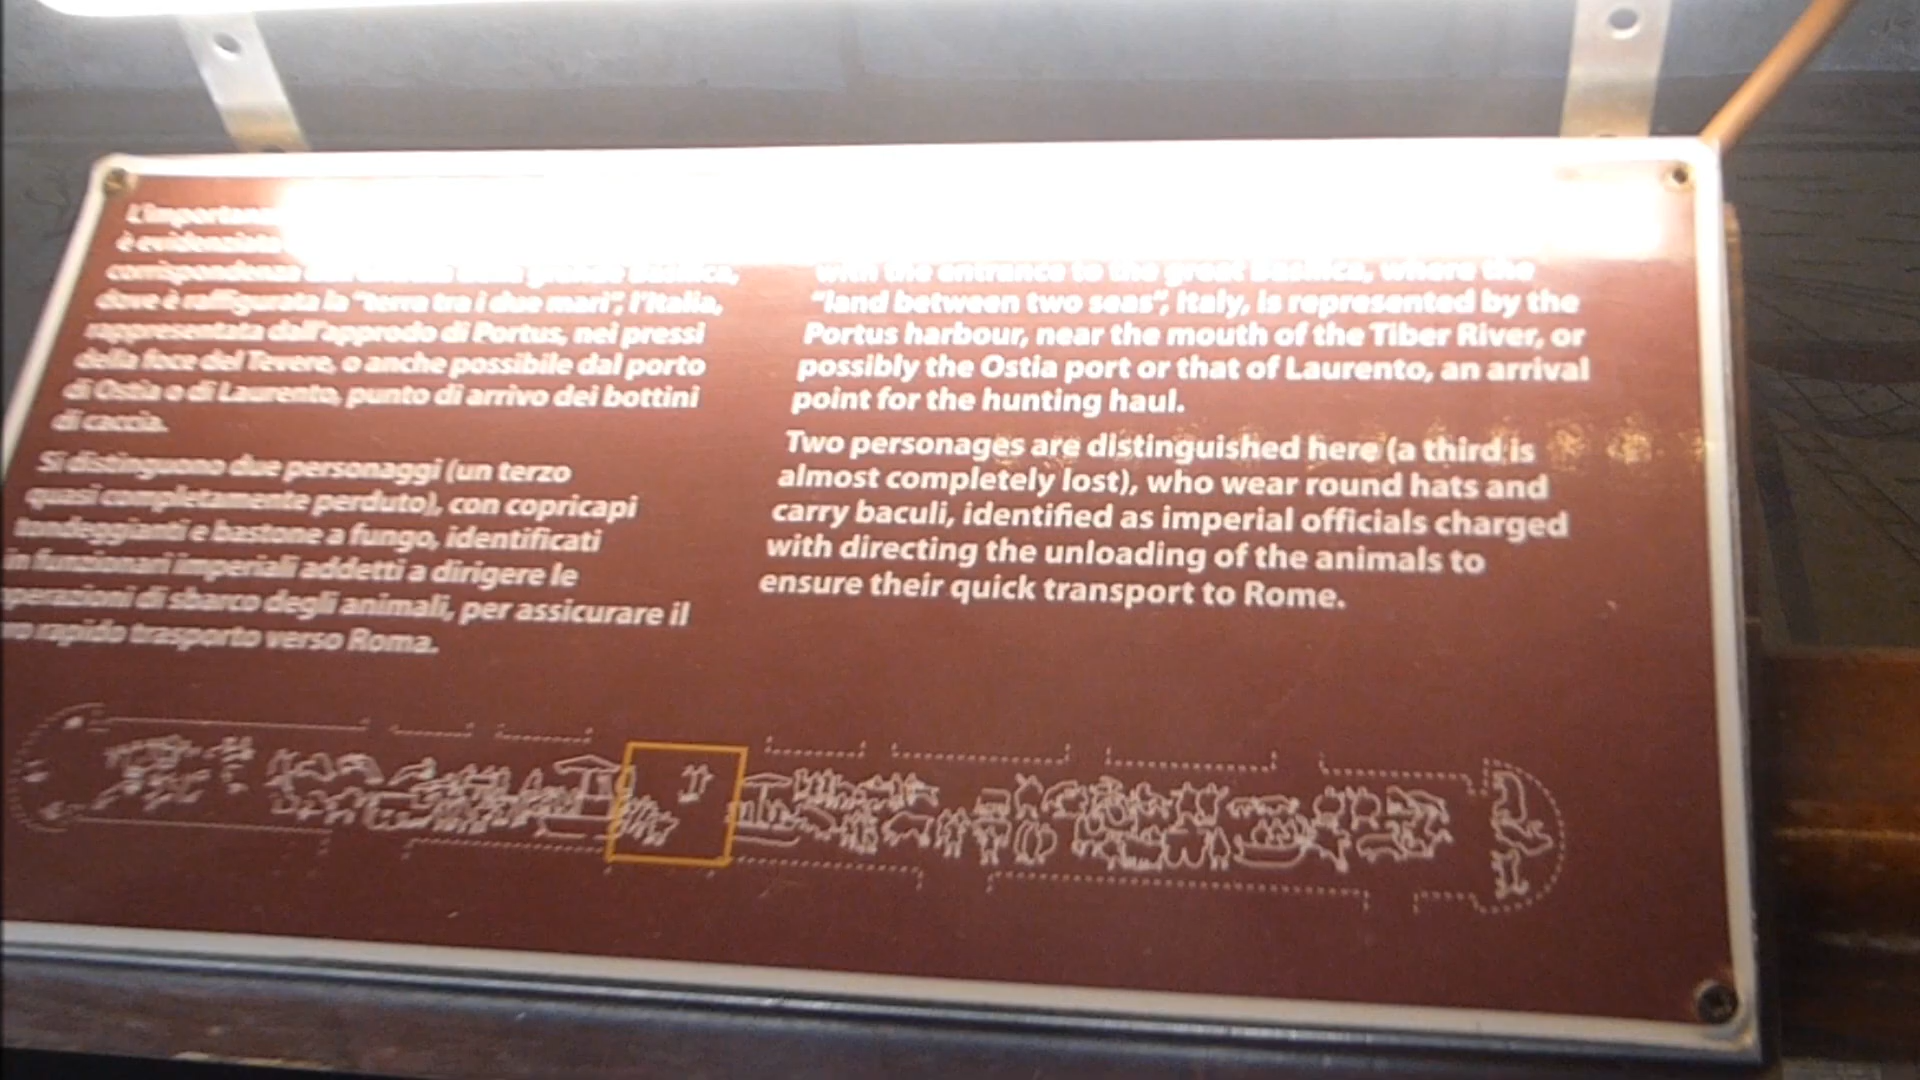 L'importanz
è evidenziata
corrispondenza
dove è raffigurata la "terra tra i due mari", l'Italia,
rappresentata dall'approdo di Portus, nei pressi
della foce del Tevere, o anche possibile dal porto
di Ostia o di Laurento, punto di arrivo dei bottini
di caccia.
Si distinguono due personaggi (un terzo
quasi completamente perduto), con copricapi
tondeggianti e bastone a fungo, identificati
in funzionari imperiali addetti a dirigere le
operazioni di sbarco degli animali, per assicurare il
rapido trasporto verso Roma.
with the entrance to the great Basilica, where the
"land between two seas", Italy, is represented by the
Portus harbour, near the mouth of the Tiber River, or
possibly the Ostia port or that of Laurento, an arrival
point for the hunting haul.
Two personages are distinguished here (a third is
almost completely lost), who wear round hats and
carry baculi, identified as imperial officials charged
with directing the unloading of the animals to
ensure their quick transport to Rome.